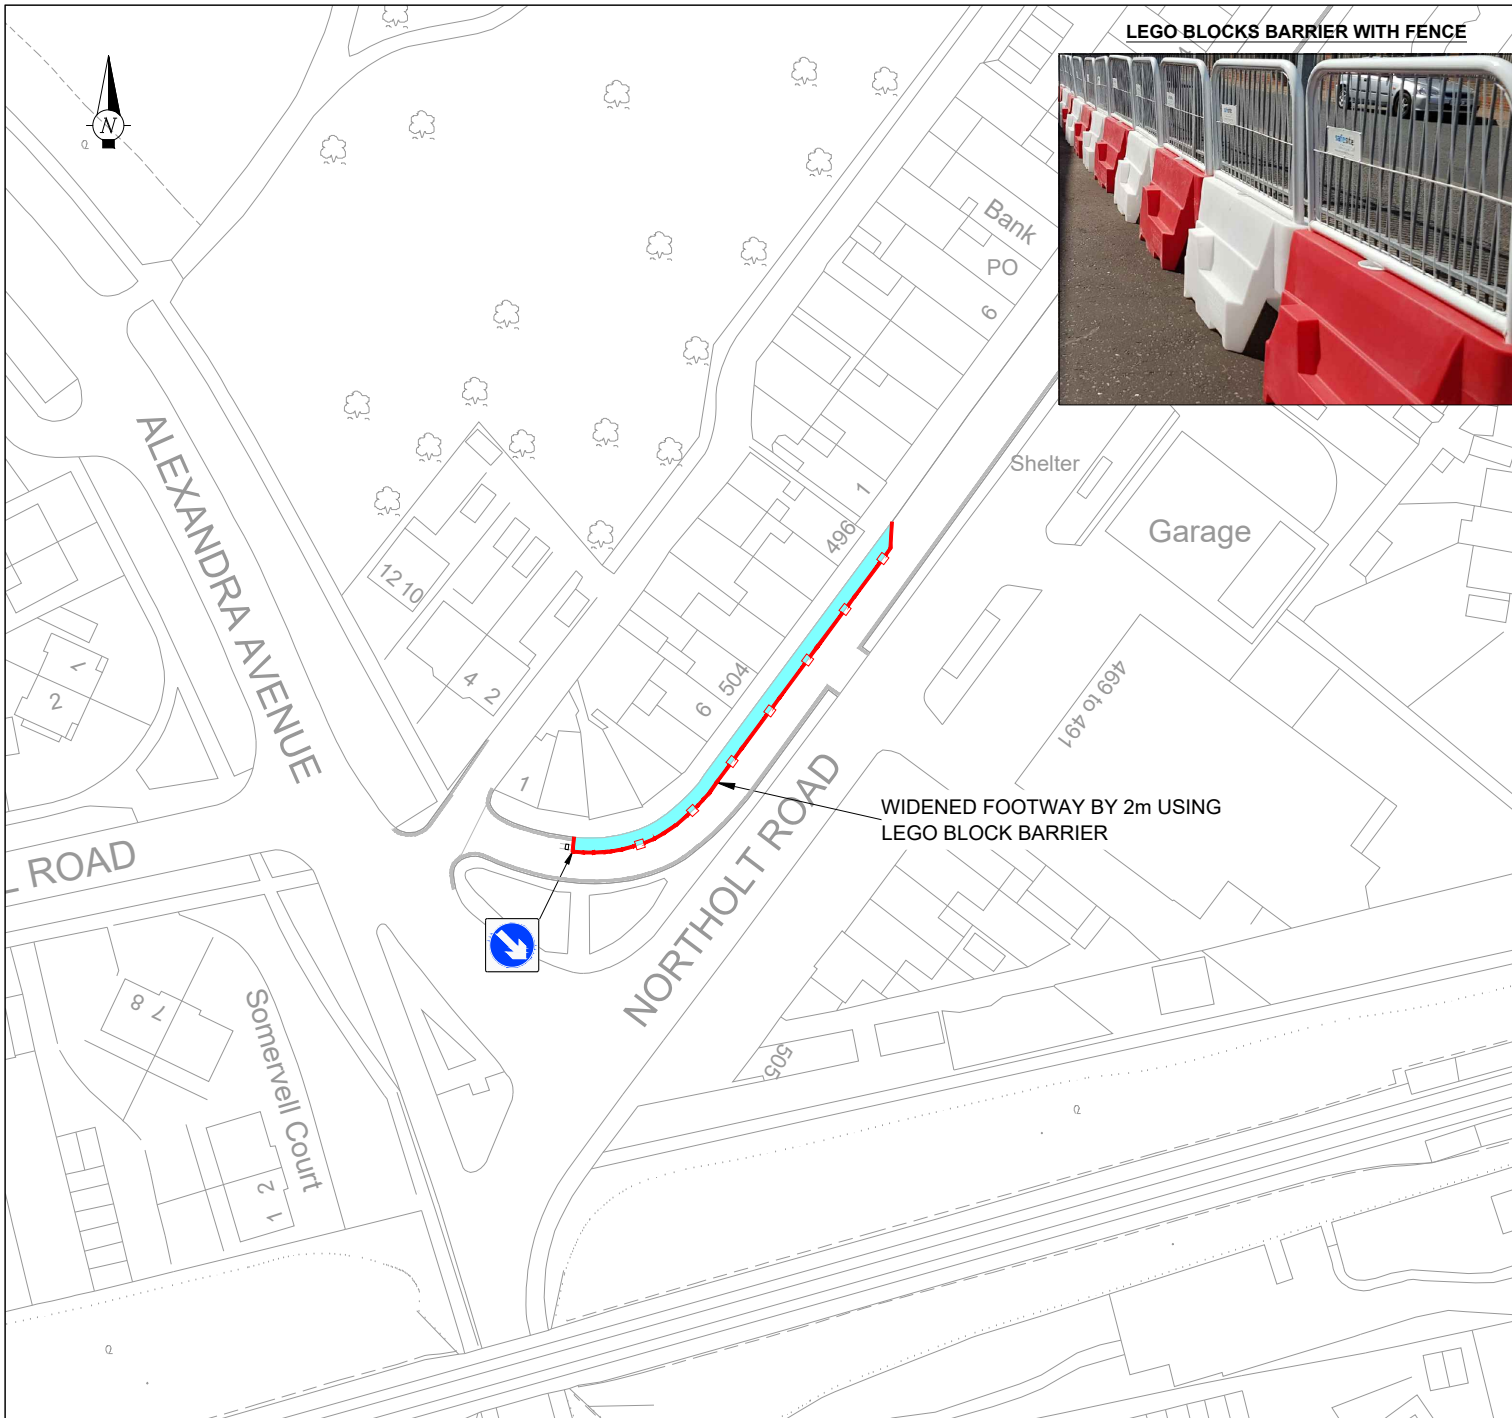 LEGO BLOCKS BARRIER WITH FENCE
safesite
N
Bank
PO
6
Shelter
Garage
1
496
ALEXANDRA AVENUE
12 10
4 2
504
6
1
2
1
469 to 491
WIDENED FOOTWAY BY 2m USING
LEGO BLOCK BARRIER
NORTHOLT ROAD
L ROAD
8 7
Somervell Court
505
2
1